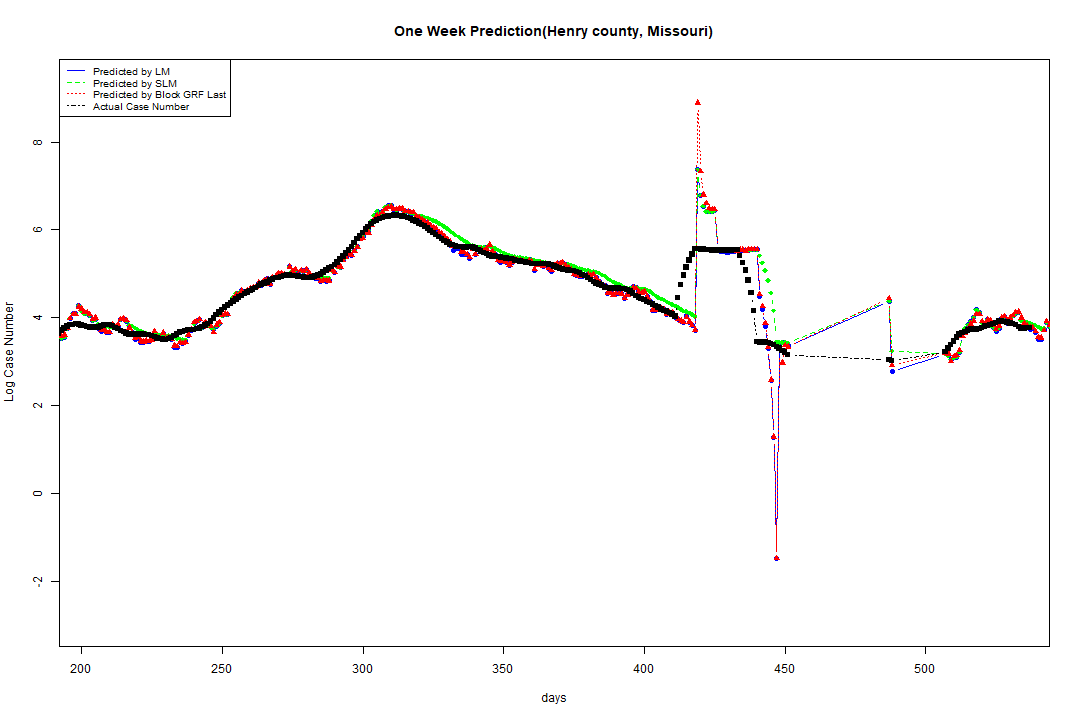 One Week Prediction(Henry county, Missouri)
Predicted by LM
Predicted by SLM
Predicted by Block GRF Last
Actual Case Number
Log Case Number
8
6
4
2
0
-2
200 250 300 350 400 450 500
days